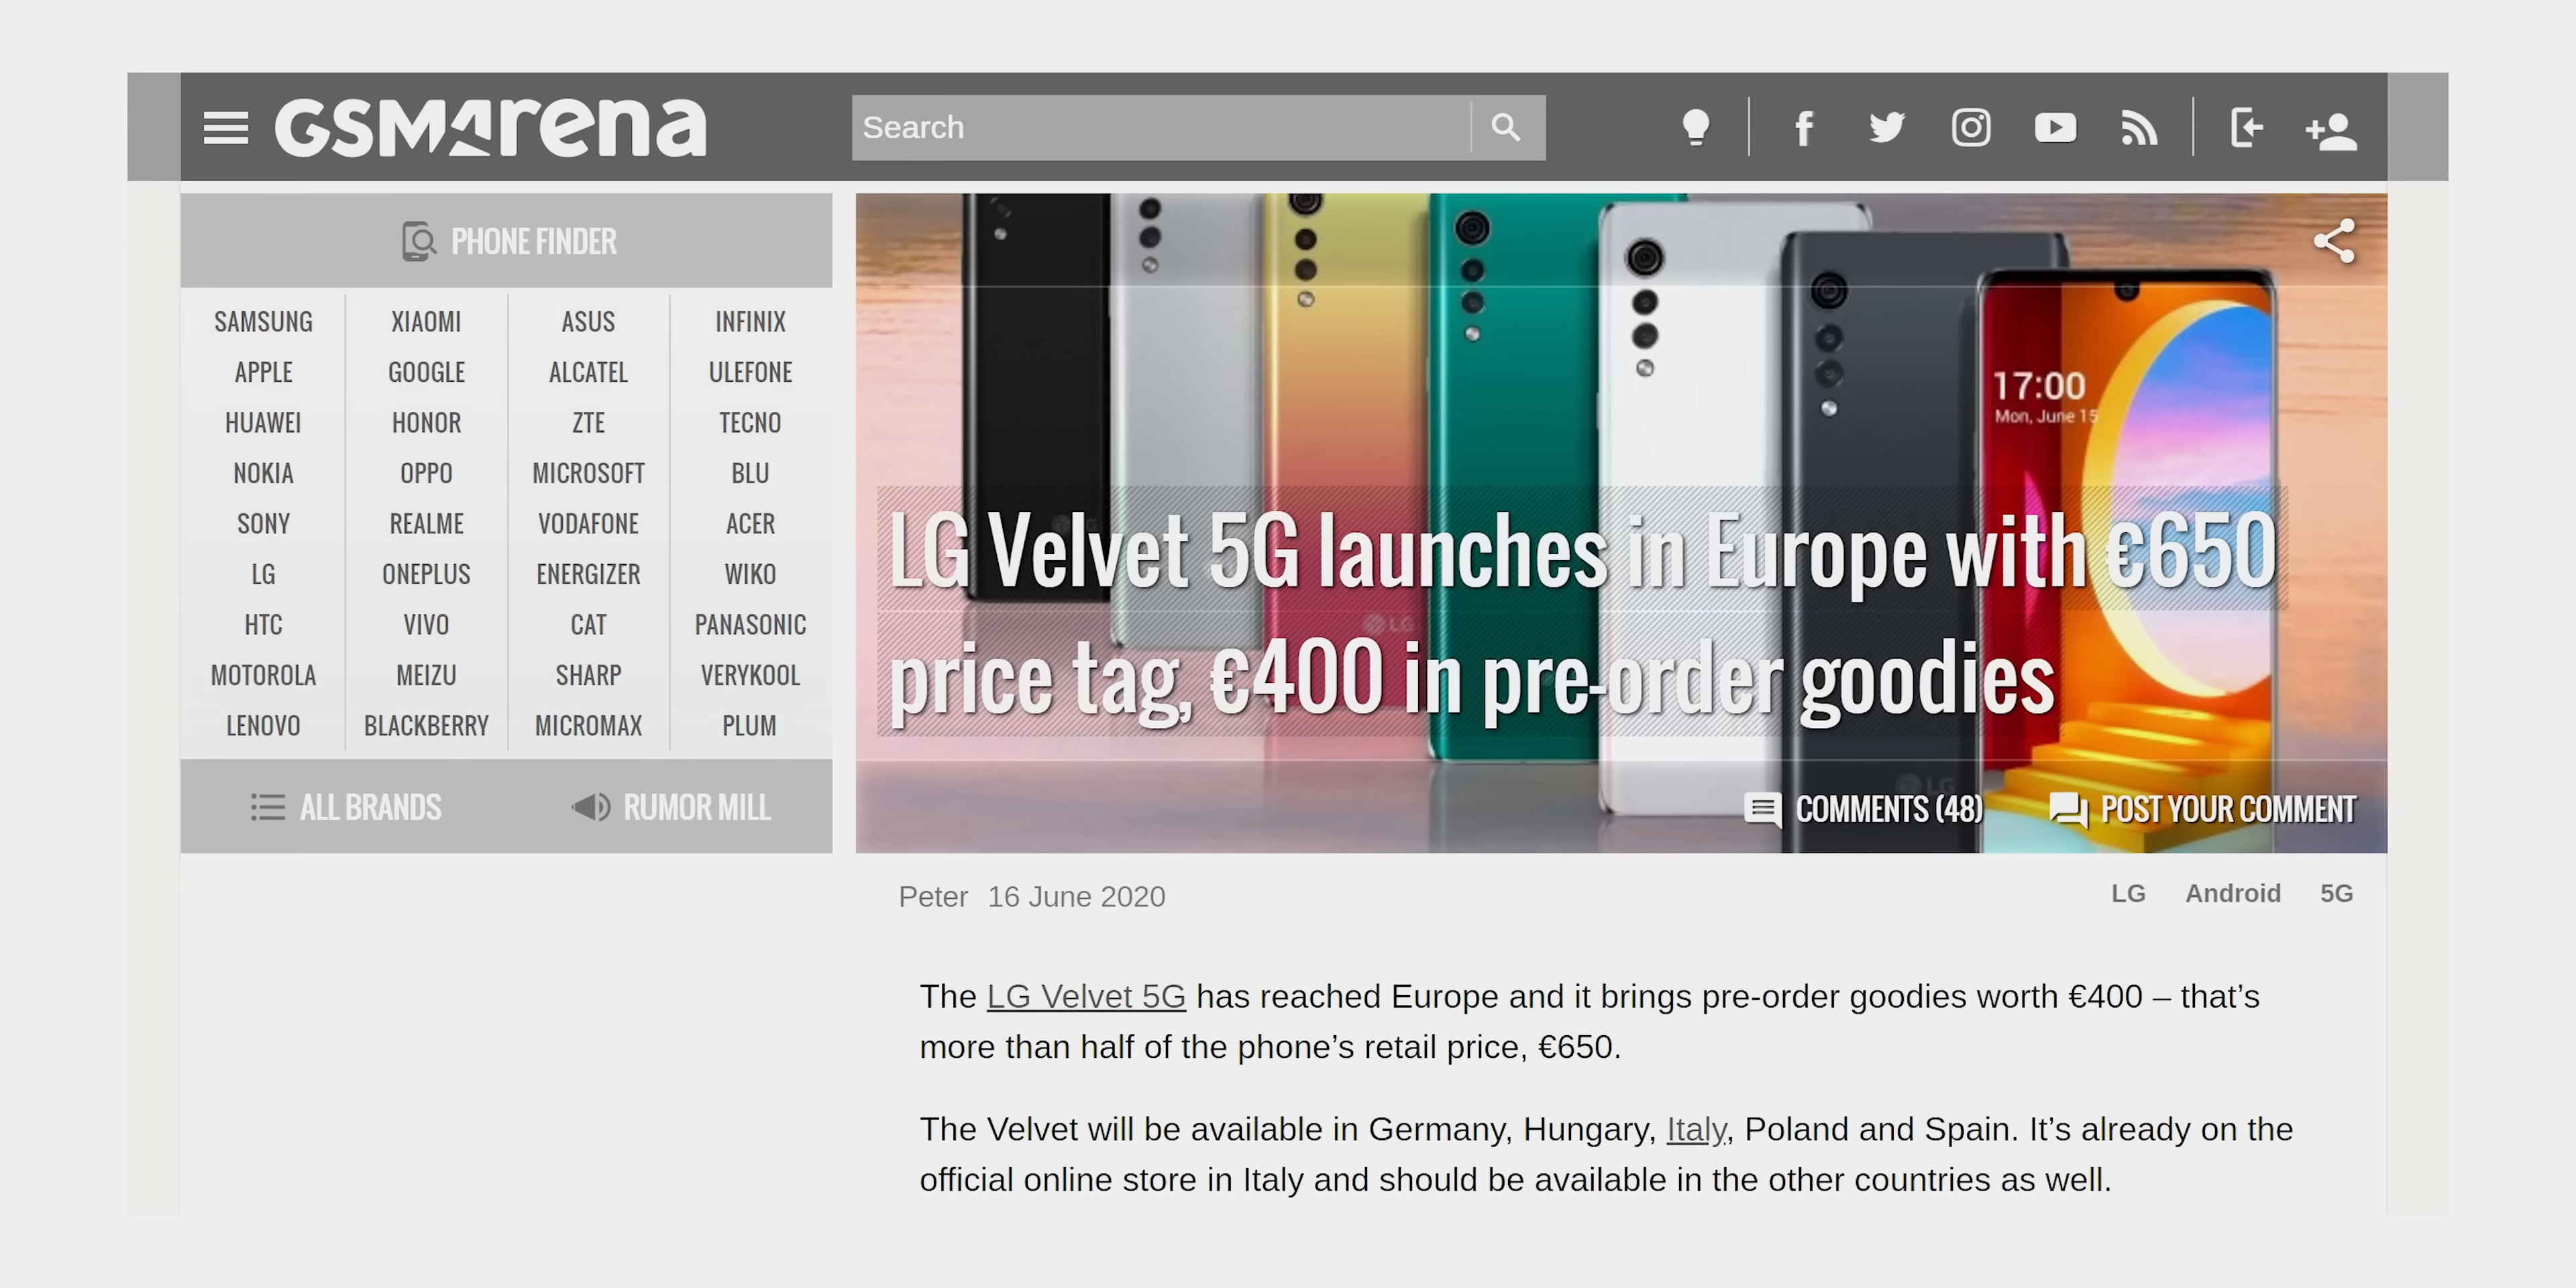 GSMArena
Search
PHONE FINDER
SAMSUNG XIAOMI ASUS INFINIX
APPLE GOOGLE ALCATEL ULEFONE
HUAWEI HONOR ZTE TECNO
NOKIA OPPO MICROSOFT BLU
SONY REALME VODAFONE ACER
LG ONEPLUS ENERGIZER WIKO
HTC VIVO CAT PANASONIC
MOTOROLA MEIZU SHARP VERYKOOL
LENOVO BLACKBERRY MICROMAX PLUM
ALL BRANDS RUMOR MILL
17:00
Mon, June 15
LG Velvet 5G launches in Europe with €650
price tag, €400 in pre-order goodies
LG
LG
COMMENTS (48) POST YOUR COMMENT
Peter 16 June 2020
LG Android 5G
The LG Velvet 5G has reached Europe and it brings pre-order goodies worth €400 – that’s
more than half of the phone’s retail price, €650.
The Velvet will be available in Germany, Hungary, Italy, Poland and Spain. It’s already on the
official online store in Italy and should be available in the other countries as well.